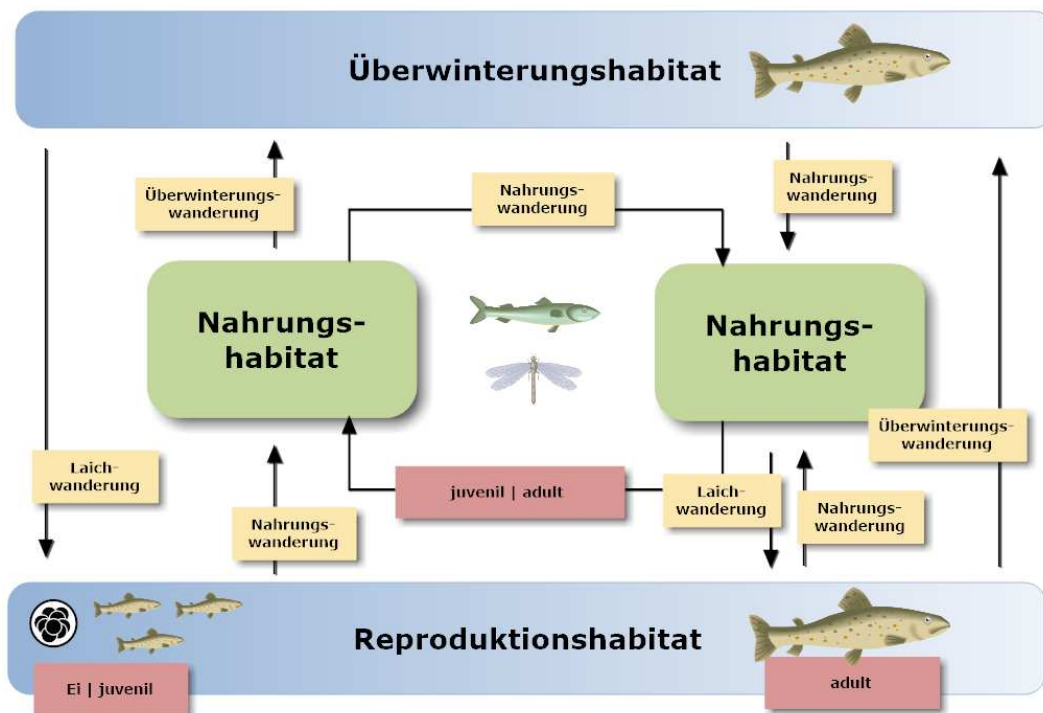 Überwinterungshabitat
Überwinterungs-
wanderung
Nahrungs-
wanderung
Nahrungs-
wanderung
Nahrungs-
habitat
Nahrungs-
habitat
Laich-
wanderung
Überwinterungs-
wanderung
juvenil | adult
Laich-
wanderung
Nahrungs-
wanderung
Nahrungs-
wanderung
Reproduktionshabitat
Ei | juvenil
adult